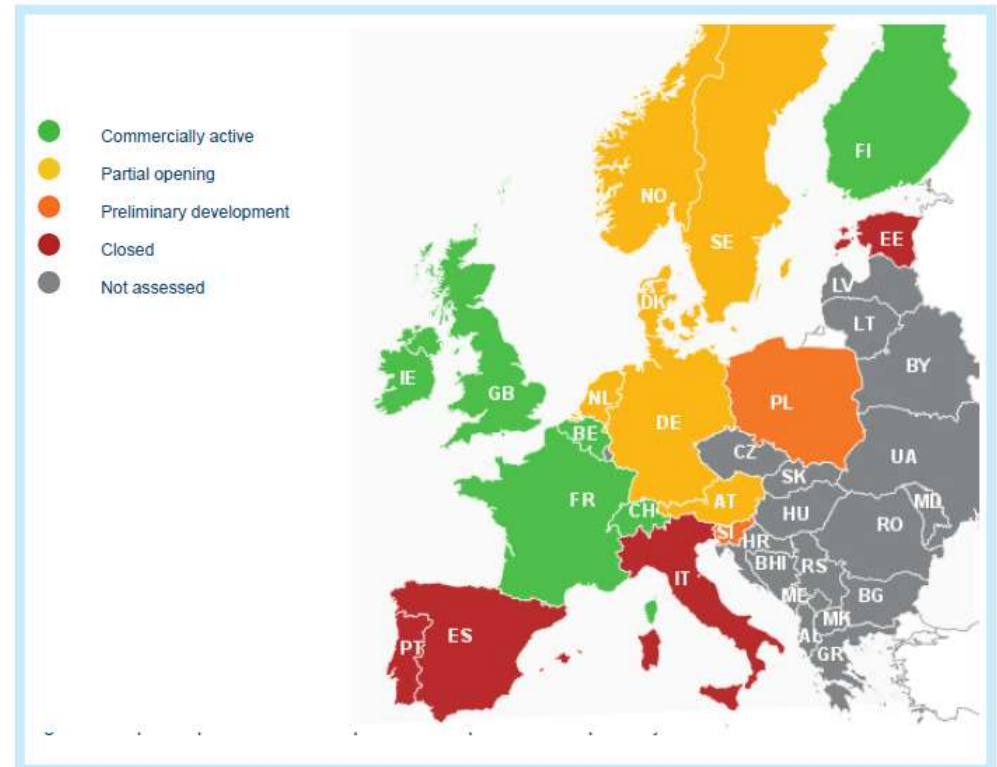 Commercially active
Partial opening
Preliminary development
Closed
Not assessed
FI
NO
SE
EE
LV
DK
LT
BY
IE
GB
NL
PL
DE
BE
CZ
UA
SK
FR
AT
MD
CH
HU
RO
SI
HR
BHI
RS
IT
ME
BG
MK
ES
PT
AL
GR